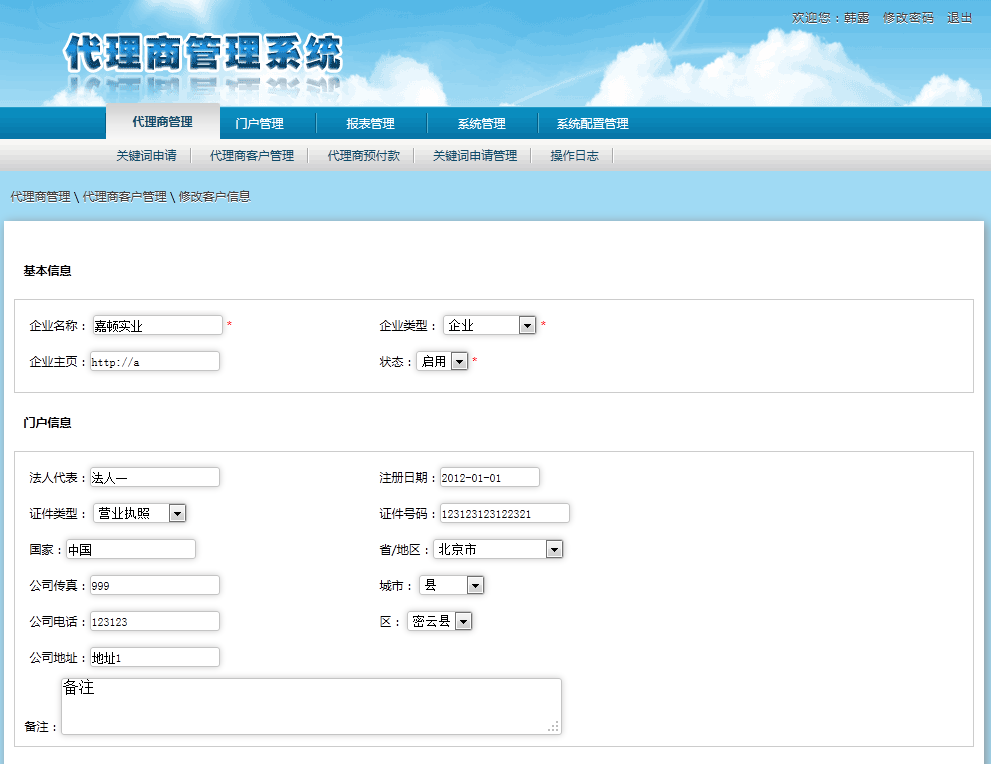 欢迎您：韩露 修改密码 退出
代理商管理系统
代理商管理 门户管理 报表管理 系统管理 系统配置管理
关键词申请 代理商客户管理 代理商预付款 关键词申请管理 操作日志
代理商管理 \ 代理商客户管理 \ 修改客户信息
基本信息
企业名称： 嘉顿实业 * 企业类型： 企业 *
企业主页： http://a 状态： 启用 *
门户信息
法人代表： 法人一 注册日期： 2012-01-01
证件类型： 营业执照 证件号码： 123123123122321
国家： 中国 省/地区： 北京市
公司传真： 999 城市： 县
公司电话： 123123 区： 密云县
公司地址： 地址1
备注
备注：